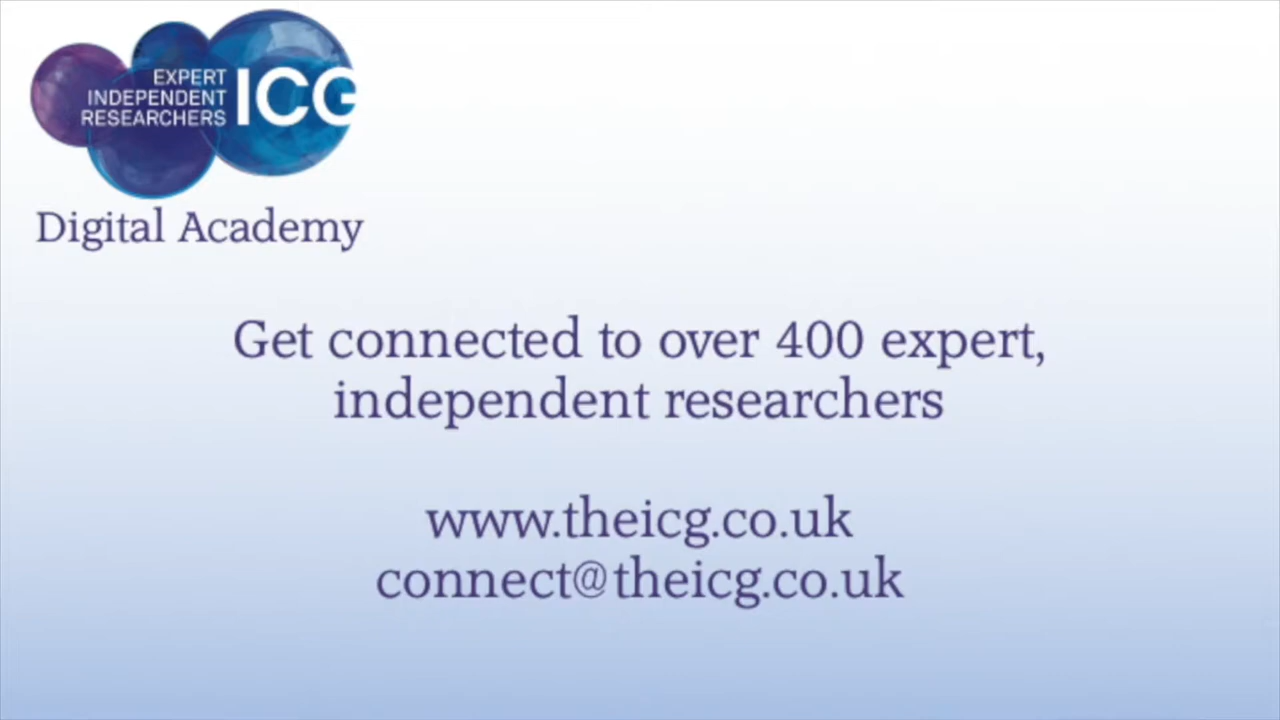 EXPERT
INDEPENDENT
RESEARCHERS
ICG
Digital Academy
Get connected to over 400 expert,
independent researchers
www.theicg.co.uk
connect@theicg.co.uk